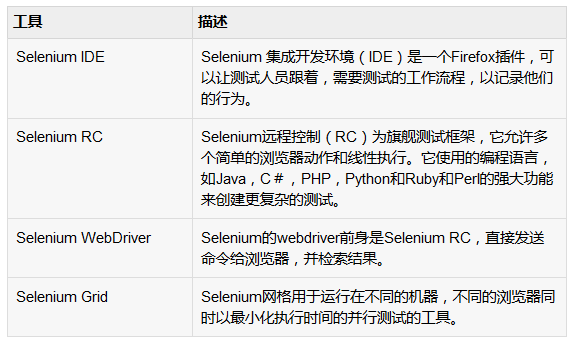 工具 描述
Selenium IDE Selenium 集成开发环境（IDE）是一个Firefox插件，可
以让测试人员跟着，需要测试的工作流程，以记录他们
的行为。
Selenium RC Selenium远程控制（RC）为旗舰测试框架，它允许多
个简单的浏览器动作和线性执行。它使用的编程语言，
如Java，C＃，PHP，Python和Ruby和Perl的强大功能
来创建更复杂的测试。
Selenium WebDriver Selenium的webdriver前身是Selenium RC，直接发送
命令给浏览器，并检索结果。
Selenium Grid Selenium网格用于运行在不同的机器，不同的浏览器同
时以最小化执行时间的并行测试的工具。